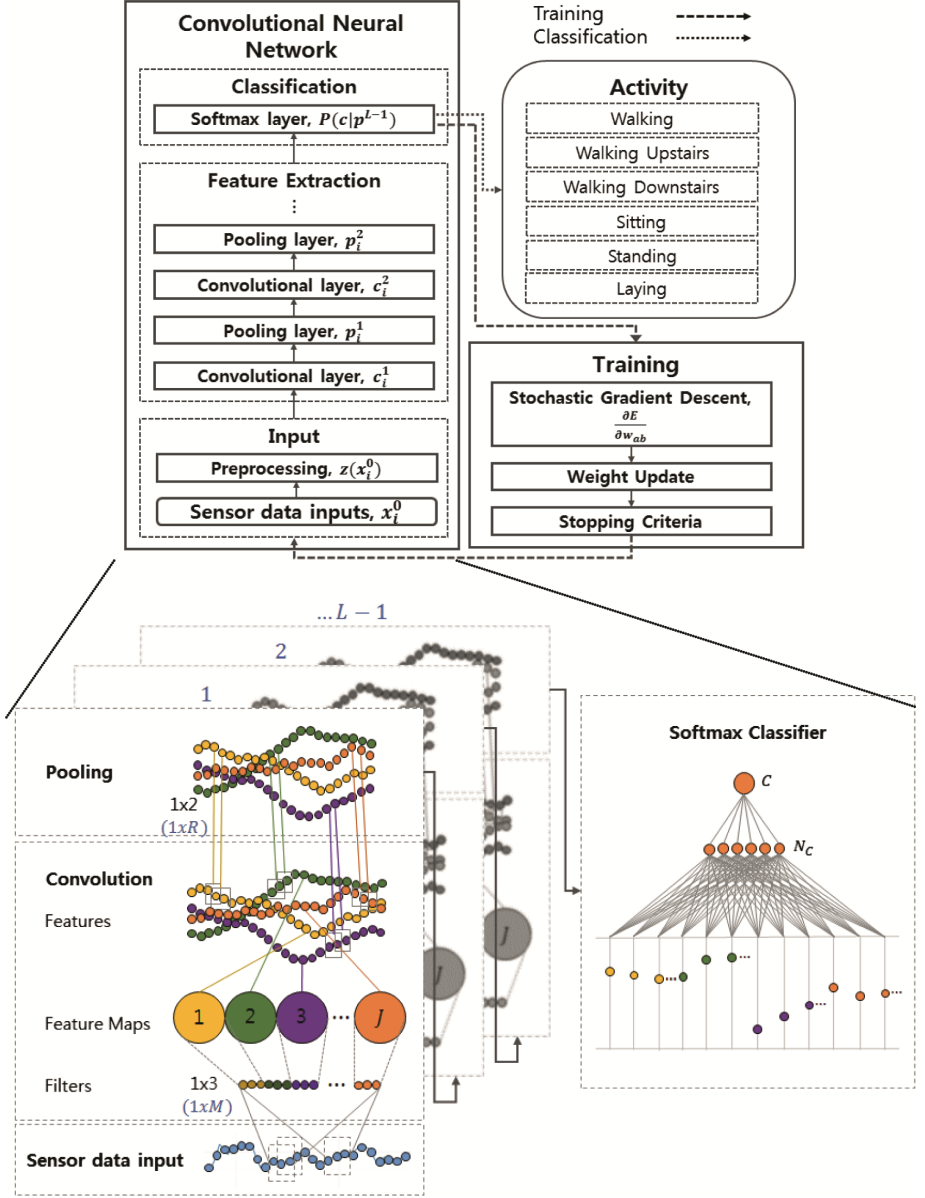 Convolutional Neural
Network
Classification
Softmax layer, P(c|p^{L-1})
Feature Extraction
⋮
Pooling layer, p_i^2
Convolutional layer, c_i^2
Pooling layer, p_i^1
Convolutional layer, c_i^1
Input
Preprocessing, z(x_i^0)
Sensor data inputs, x_i^0
Training
Classification
Activity
Walking
Walking Upstairs
Walking Downstairs
Sitting
Standing
Laying
Training
Stochastic Gradient Descent,
∂E/∂w_{ab}
Weight Update
Stopping Criteria
...L − 1
2
1
Pooling
1x2
(1xR)
Convolution
Features
Feature Maps
1 2 3 ... J
J
J
Filters
1x3
...
(1xM)
Sensor data input
Softmax Classifier
C
N_C
... ...
...
...